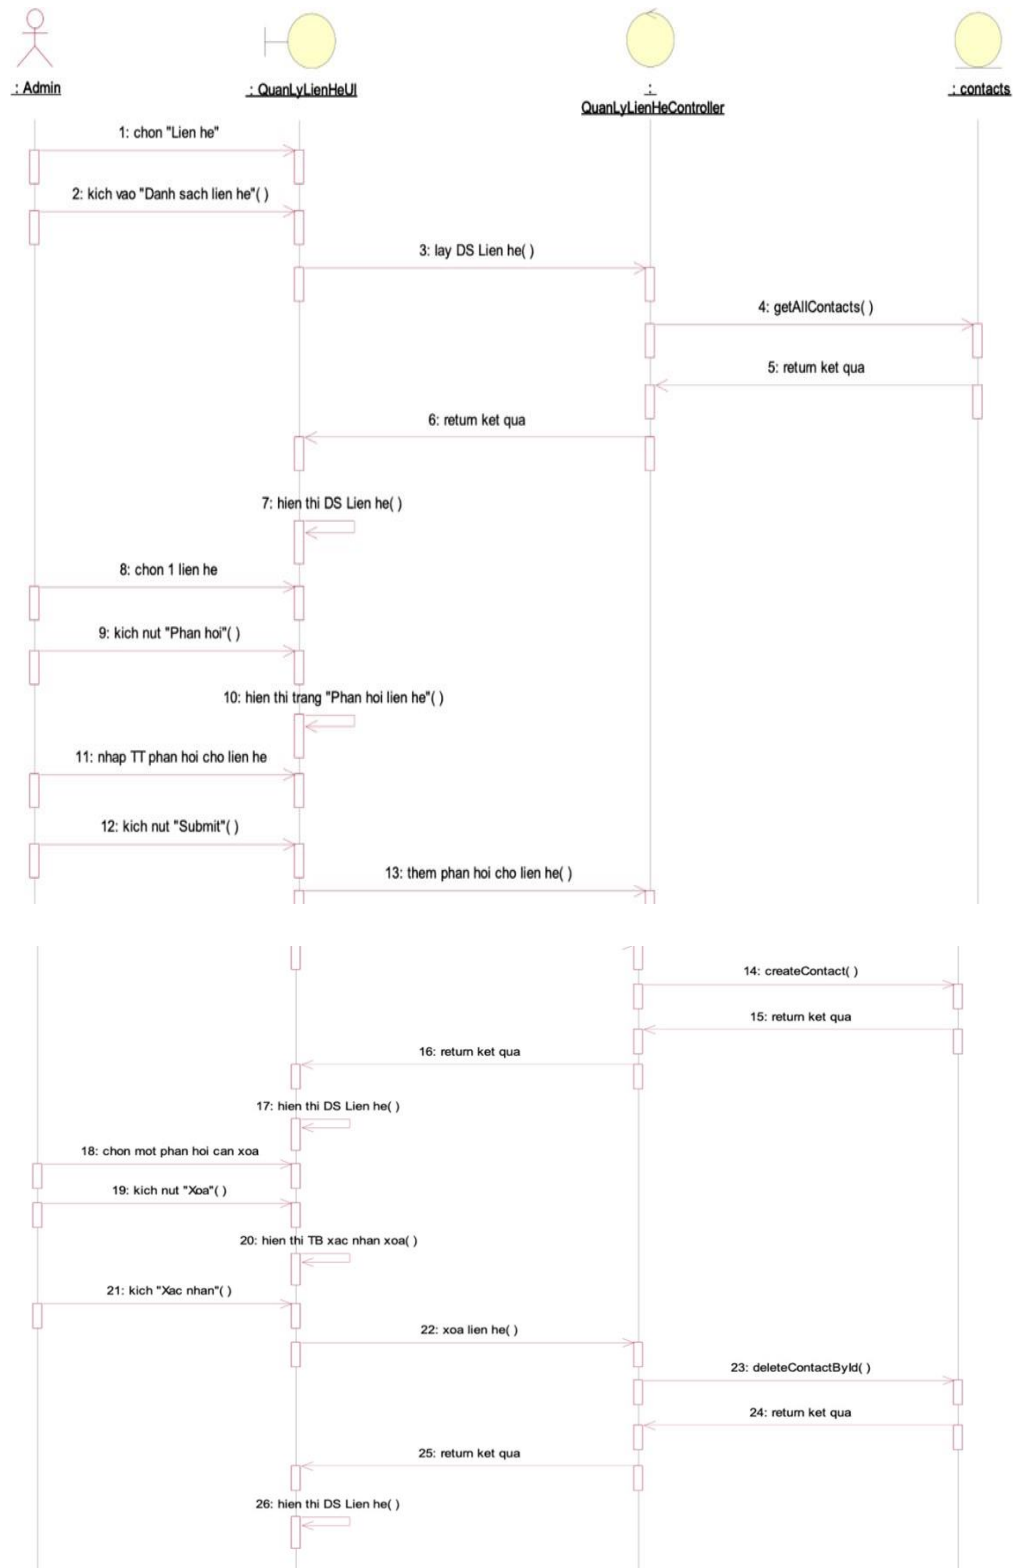 : Admin
: QuanLyLienHeUI
:
QuanLyLienHeController
: contacts
1: chon "Lien he"
2: kich vao "Danh sach lien he"( )
3: lay DS Lien he( )
4: getAllContacts( )
5: return ket qua
6: return ket qua
7: hien thi DS Lien he( )
8: chon 1 lien he
9: kich nut "Phan hoi"( )
10: hien thi trang "Phan hoi lien he"( )
11: nhap TT phan hoi cho lien he
12: kich nut "Submit"( )
13: them phan hoi cho lien he( )
14: createContact( )
15: return ket qua
16: return ket qua
17: hien thi DS Lien he( )
18: chon mot phan hoi can xoa
19: kich nut "Xoa"( )
20: hien thi TB xac nhan xoa( )
21: kich "Xac nhan"( )
22: xoa lien he( )
23: deleteContactById( )
24: return ket qua
25: return ket qua
26: hien thi DS Lien he( )